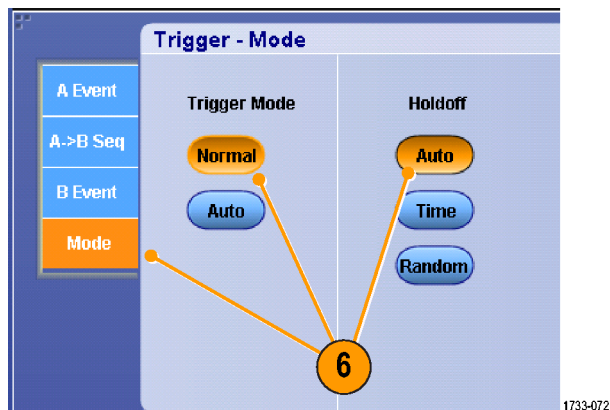 Trigger - Mode
A Event
A->B Seq
B Event
Mode
Trigger Mode
Normal
Auto
Holdoff
Auto
Time
Random
6
1733-072